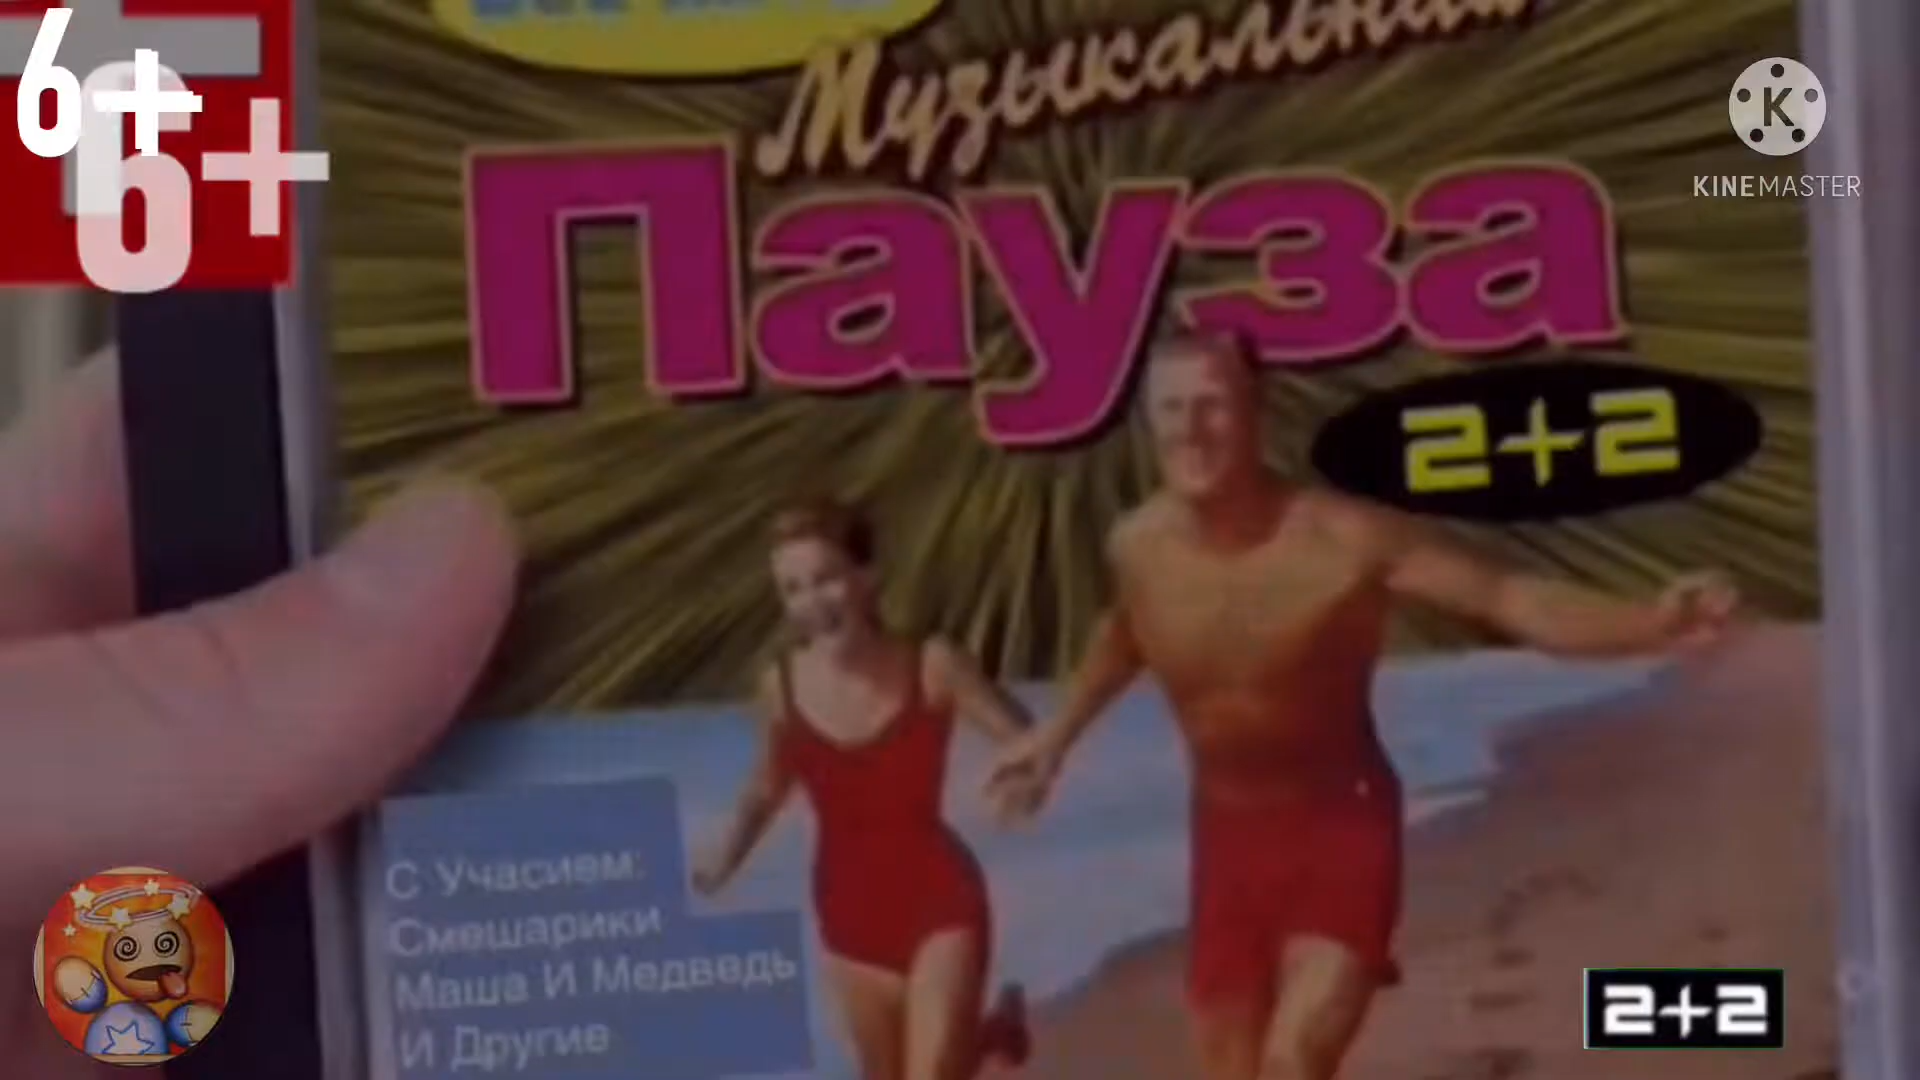 6+
6+
K
KINEMASTER
Музыкальная
Пауза
2+2
С Учасием:
Смешарики
Маша И Медведь
И Другие
2+2